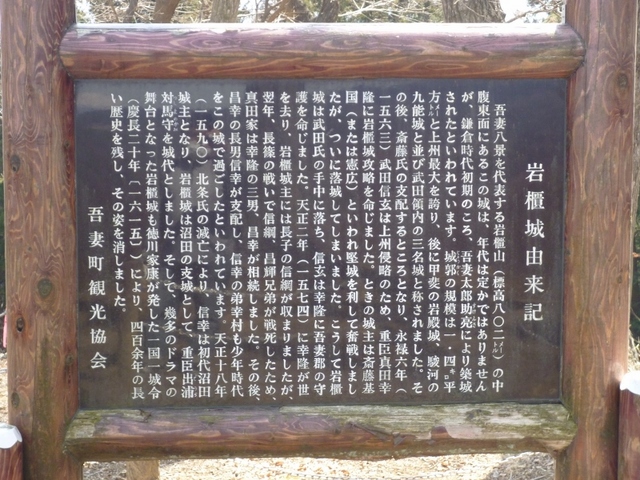 岩櫃城由来記
吾妻八景を代表する岩櫃山（標高八〇二㍍）の中
腹東面にあるこの城は、年代は定かではありません
が、鎌倉時代初期のころ、吾妻太郎助亮により築城
されたといわれています。城郭の規模は一・四㌔平
方㍍と上州最大を誇り、後に甲斐の岩殿城、駿河の
九能城と並び武田領内の三名城と称されました。そ
の後、斎藤氏の支配するところとなり、永禄六年（
一五六三）武田信玄は上州侵略のため、重臣真田幸
隆に岩櫃城攻略を命じました。ときの城主は斎藤基
国（または憲広）といわれ堅城を利して奮戦しまし
たが、ついに落城してしまいました。こうして岩櫃
城は武田氏の手中に落ち、信玄は幸隆に吾妻郡の守
護を命じました。天正二年（一五七四）に幸隆が世
を去り、岩櫃城主には長子の信綱が収まりましたが、
翌年、長篠の戦いで信綱、昌輝兄弟が戦死したため、
真田家は幸隆の三男、昌幸が相続しました。その後、
昌幸の長男信幸が支配し、信幸の弟幸村も少年時代
をこの城で過ごしたといわれています。天正十八年
（一五九〇）北条氏の滅亡により、信幸は初代沼田
城主となり、岩櫃城は沼田の支城として、重臣出浦
対馬守を城代としました。そして、幾多のドラマの
舞台となった岩櫃城も徳川家康が発した一国一城令
（慶長二十年（一六一五））により、四百余年の長
い歴史を残し、その姿を消しました。
吾妻町観光協会